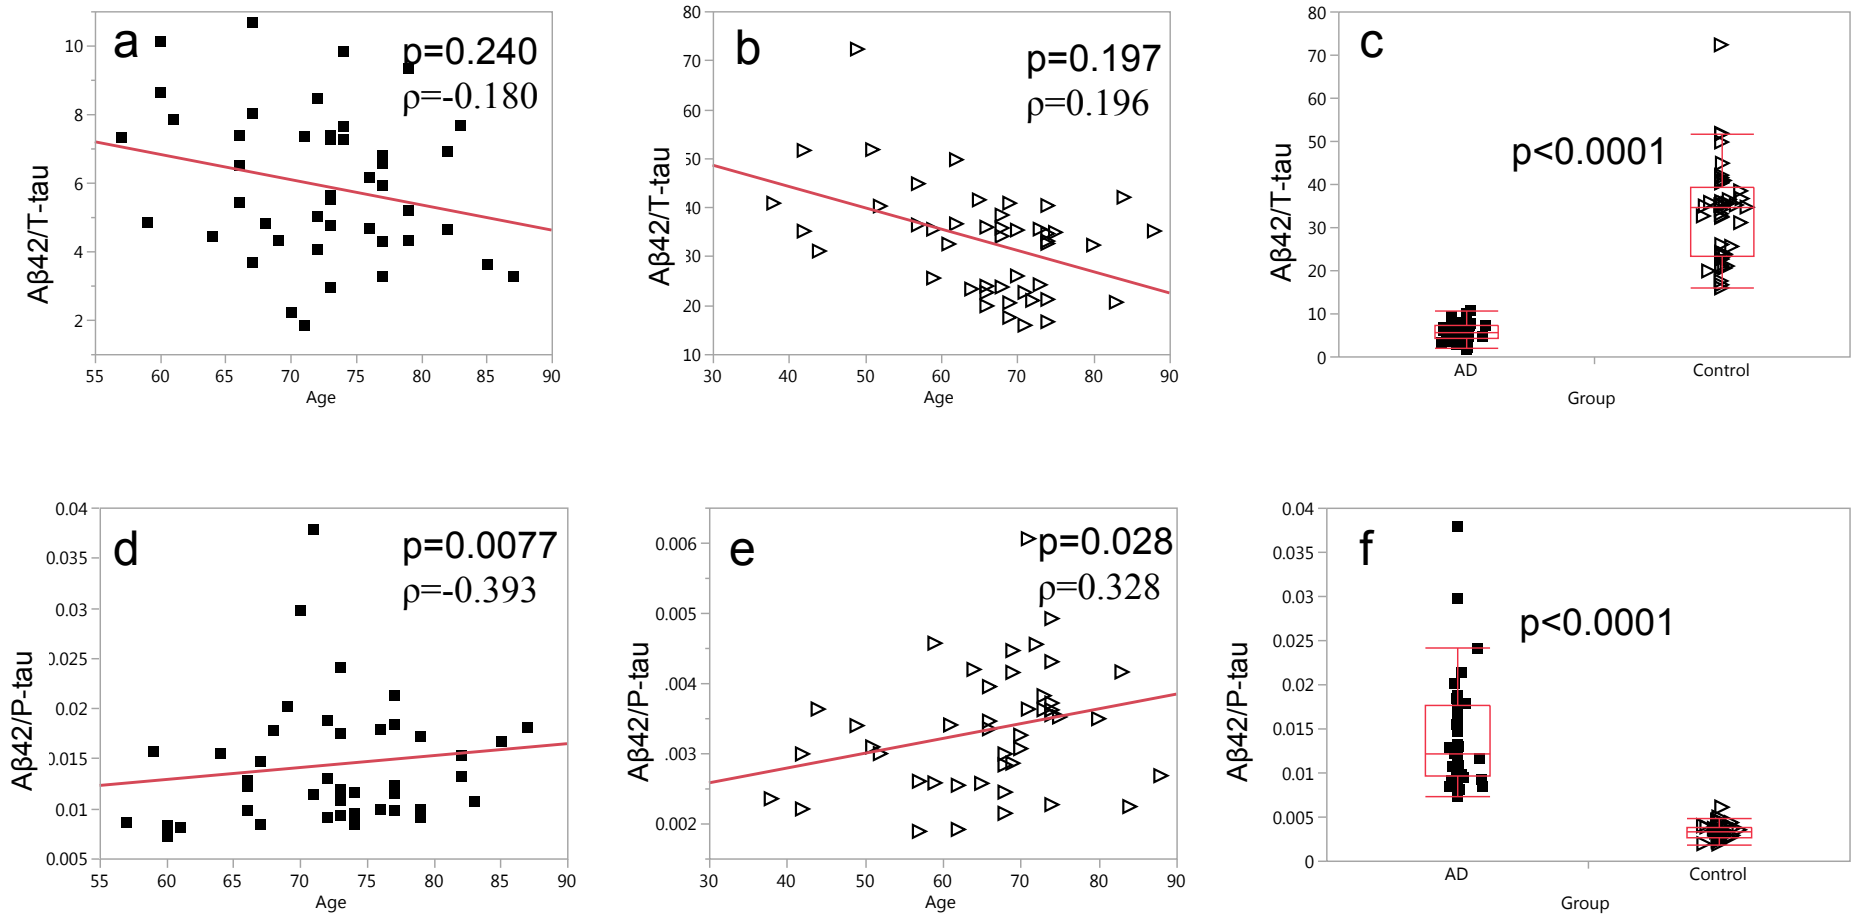 a
p=0.240
ρ=-0.180
Aβ42/T-tau
10
8
6
4
2
55 60 65 70 75 80 85 90
Age
b
p=0.197
ρ=0.196
Aβ42/T-tau
80
70
60
50
40
30
20
10
30 40 50 60 70 80 90
Age
c
p<0.0001
Aβ42/T-tau
80
70
60
50
40
30
20
10
0
AD Control
Group
d
p=0.0077
ρ=-0.393
Aβ42/P-tau
0.04
0.035
0.03
0.025
0.02
0.015
0.01
0.005
55 60 65 70 75 80 85 90
Age
e
p=0.028
ρ=0.328
Aβ42/P-tau
0.006
0.005
0.004
0.003
0.002
30 40 50 60 70 80 90
Age
f
p<0.0001
Aβ42/P-tau
0.04
0.035
0.03
0.025
0.02
0.015
0.01
0.005
0
AD Control
Group